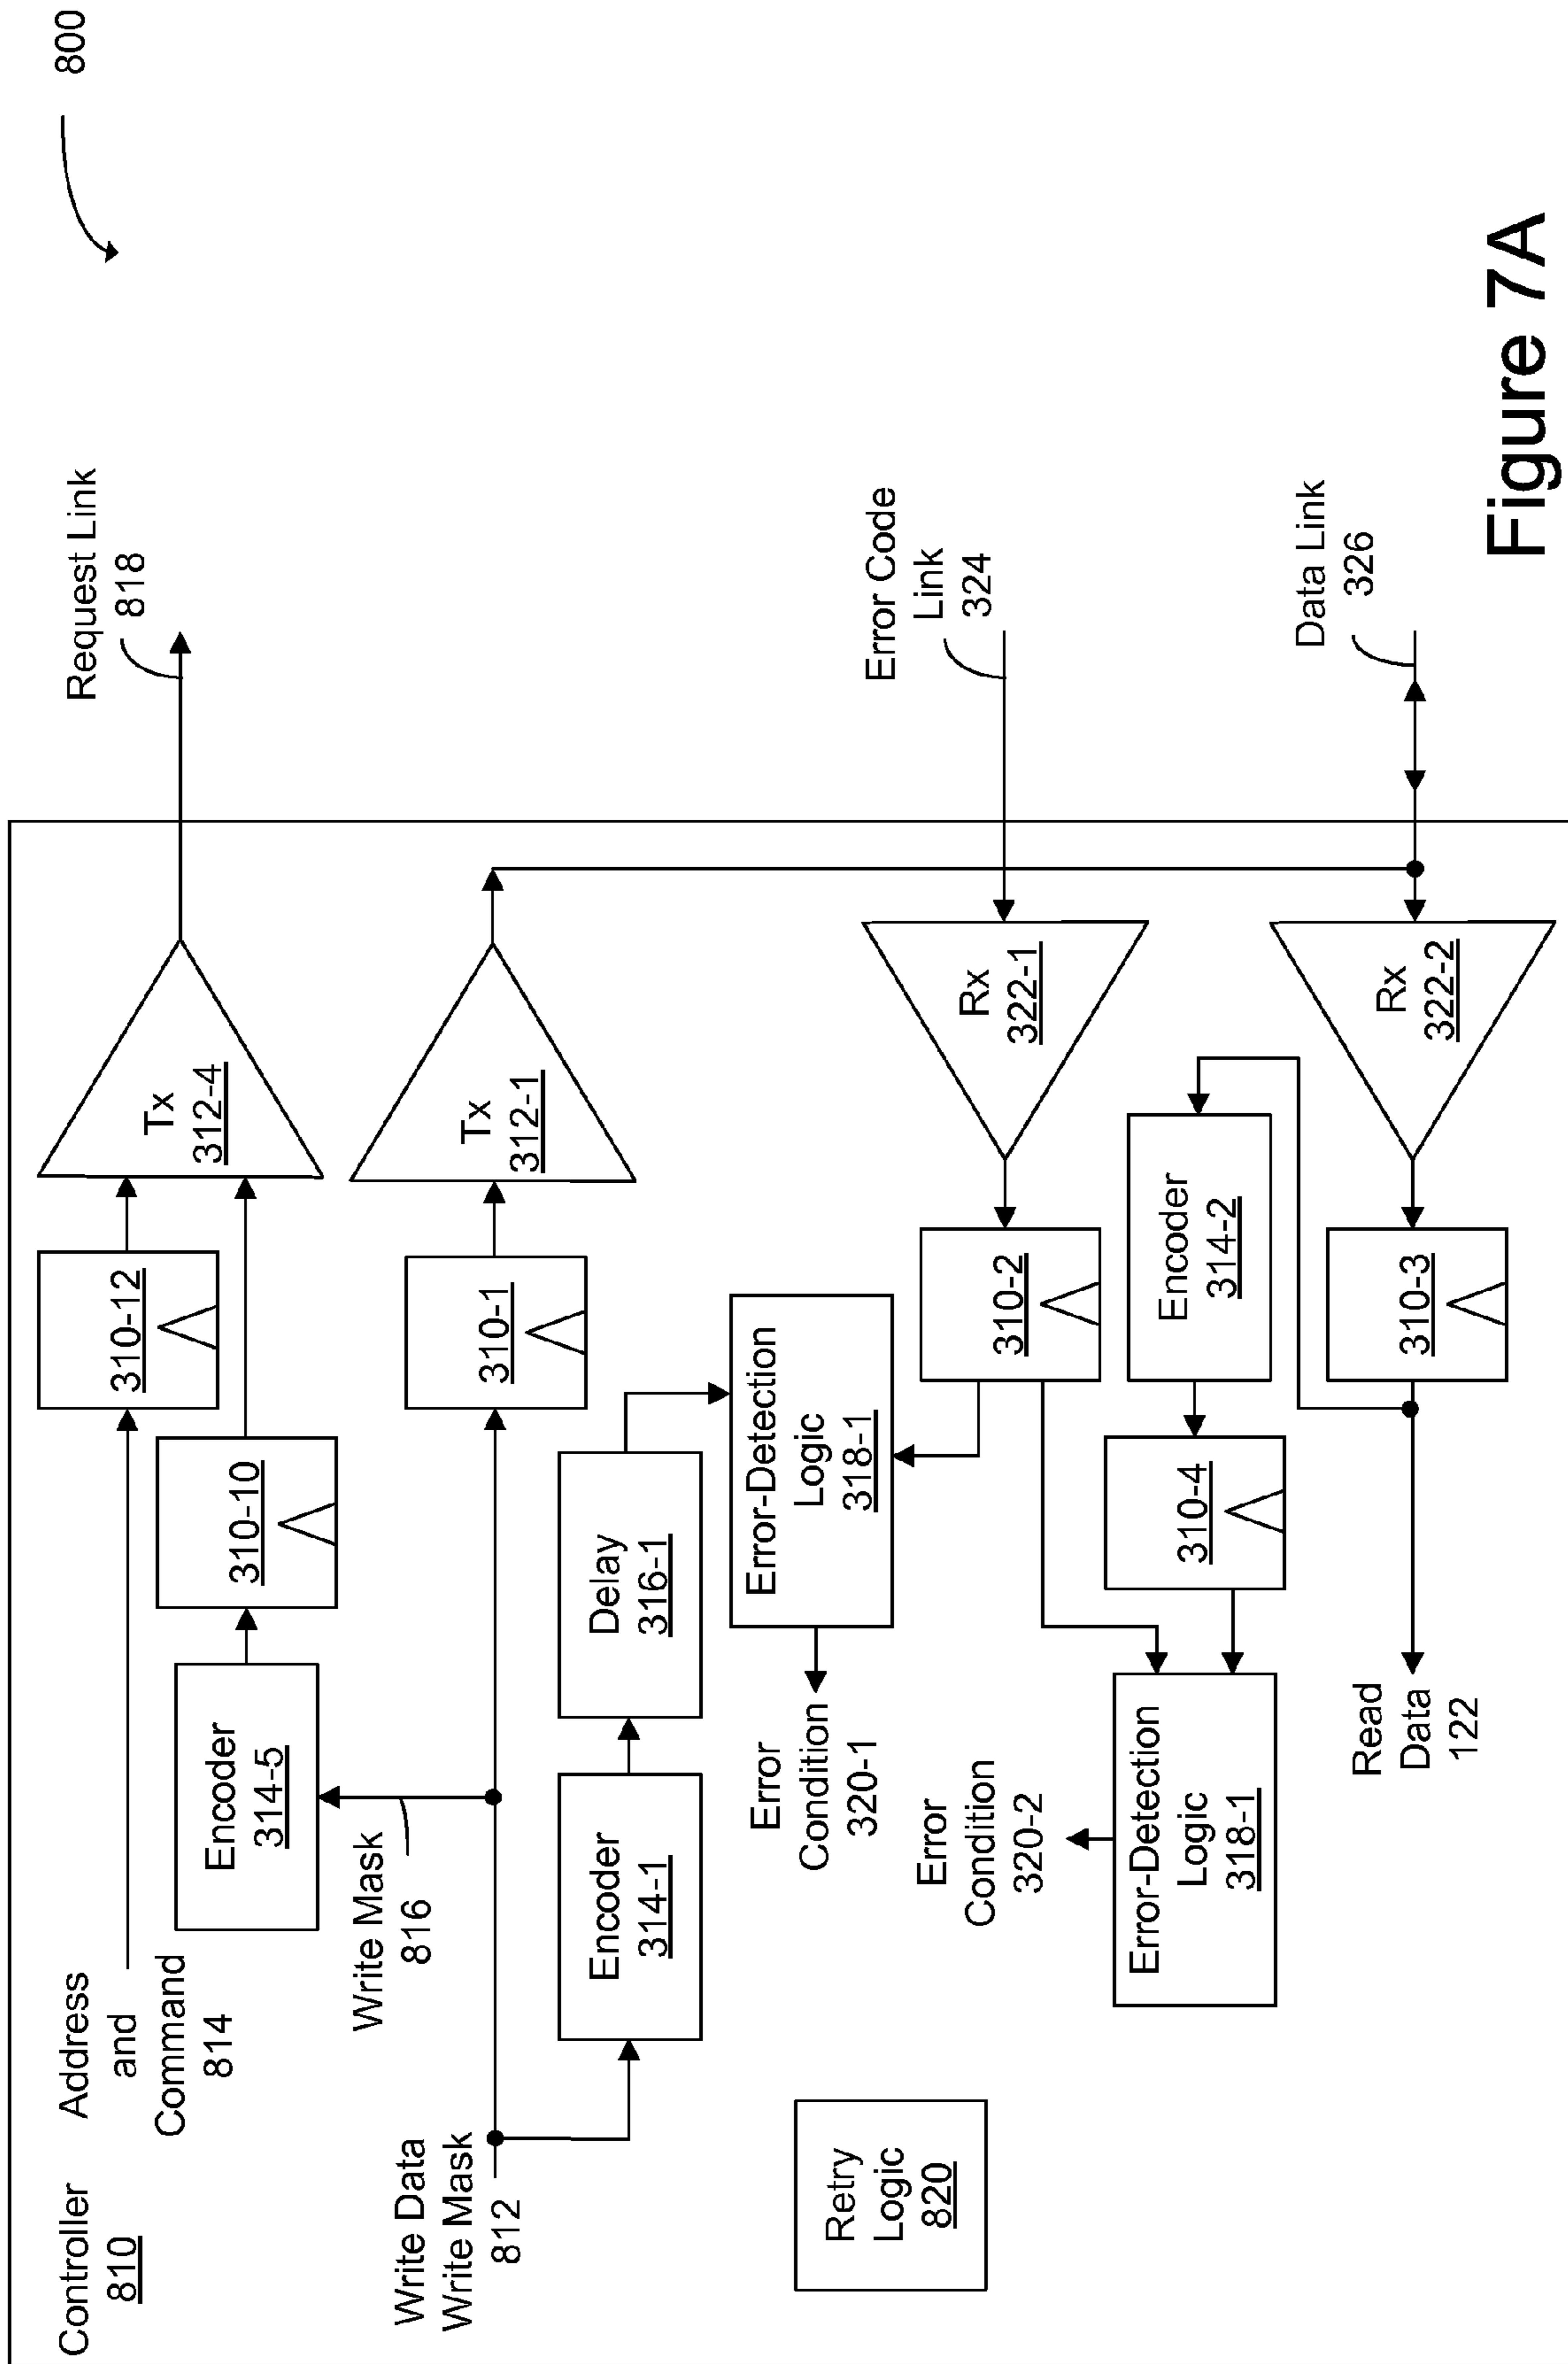 800
Controller
810
Address
and
Command
814
310-12
Tx
312-4
Request Link
818
Encoder
314-5
310-10
Write Mask
816
Write Data
Write Mask
812
310-1
Tx
312-1
Encoder
314-1
Delay
316-1
Error-Detection
Logic
318-1
Error
Condition
320-1
Retry
Logic
820
310-2
Rx
322-1
Error Code
Link
324
Error
Condition
320-2
Error-Detection
Logic
318-1
310-4
Encoder
314-2
Read
Data
122
310-3
Rx
322-2
Data Link
326
Figure 7A